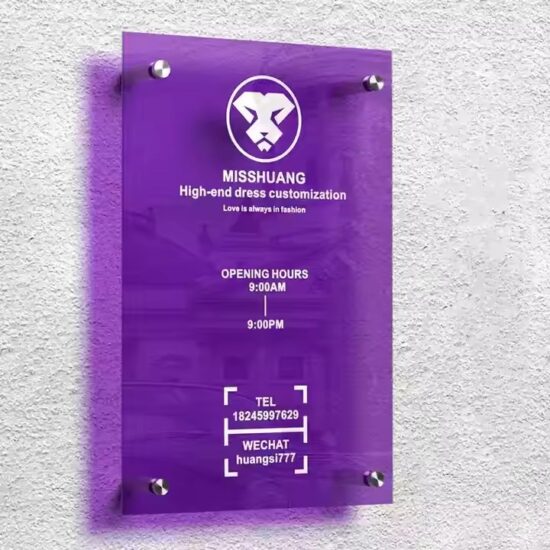 MISSHUANG
High-end dress customization
Love is always in fashion
OPENING HOURS
9:00AM
9:00PM
TEL
18245997629
WECHAT
huangsi777